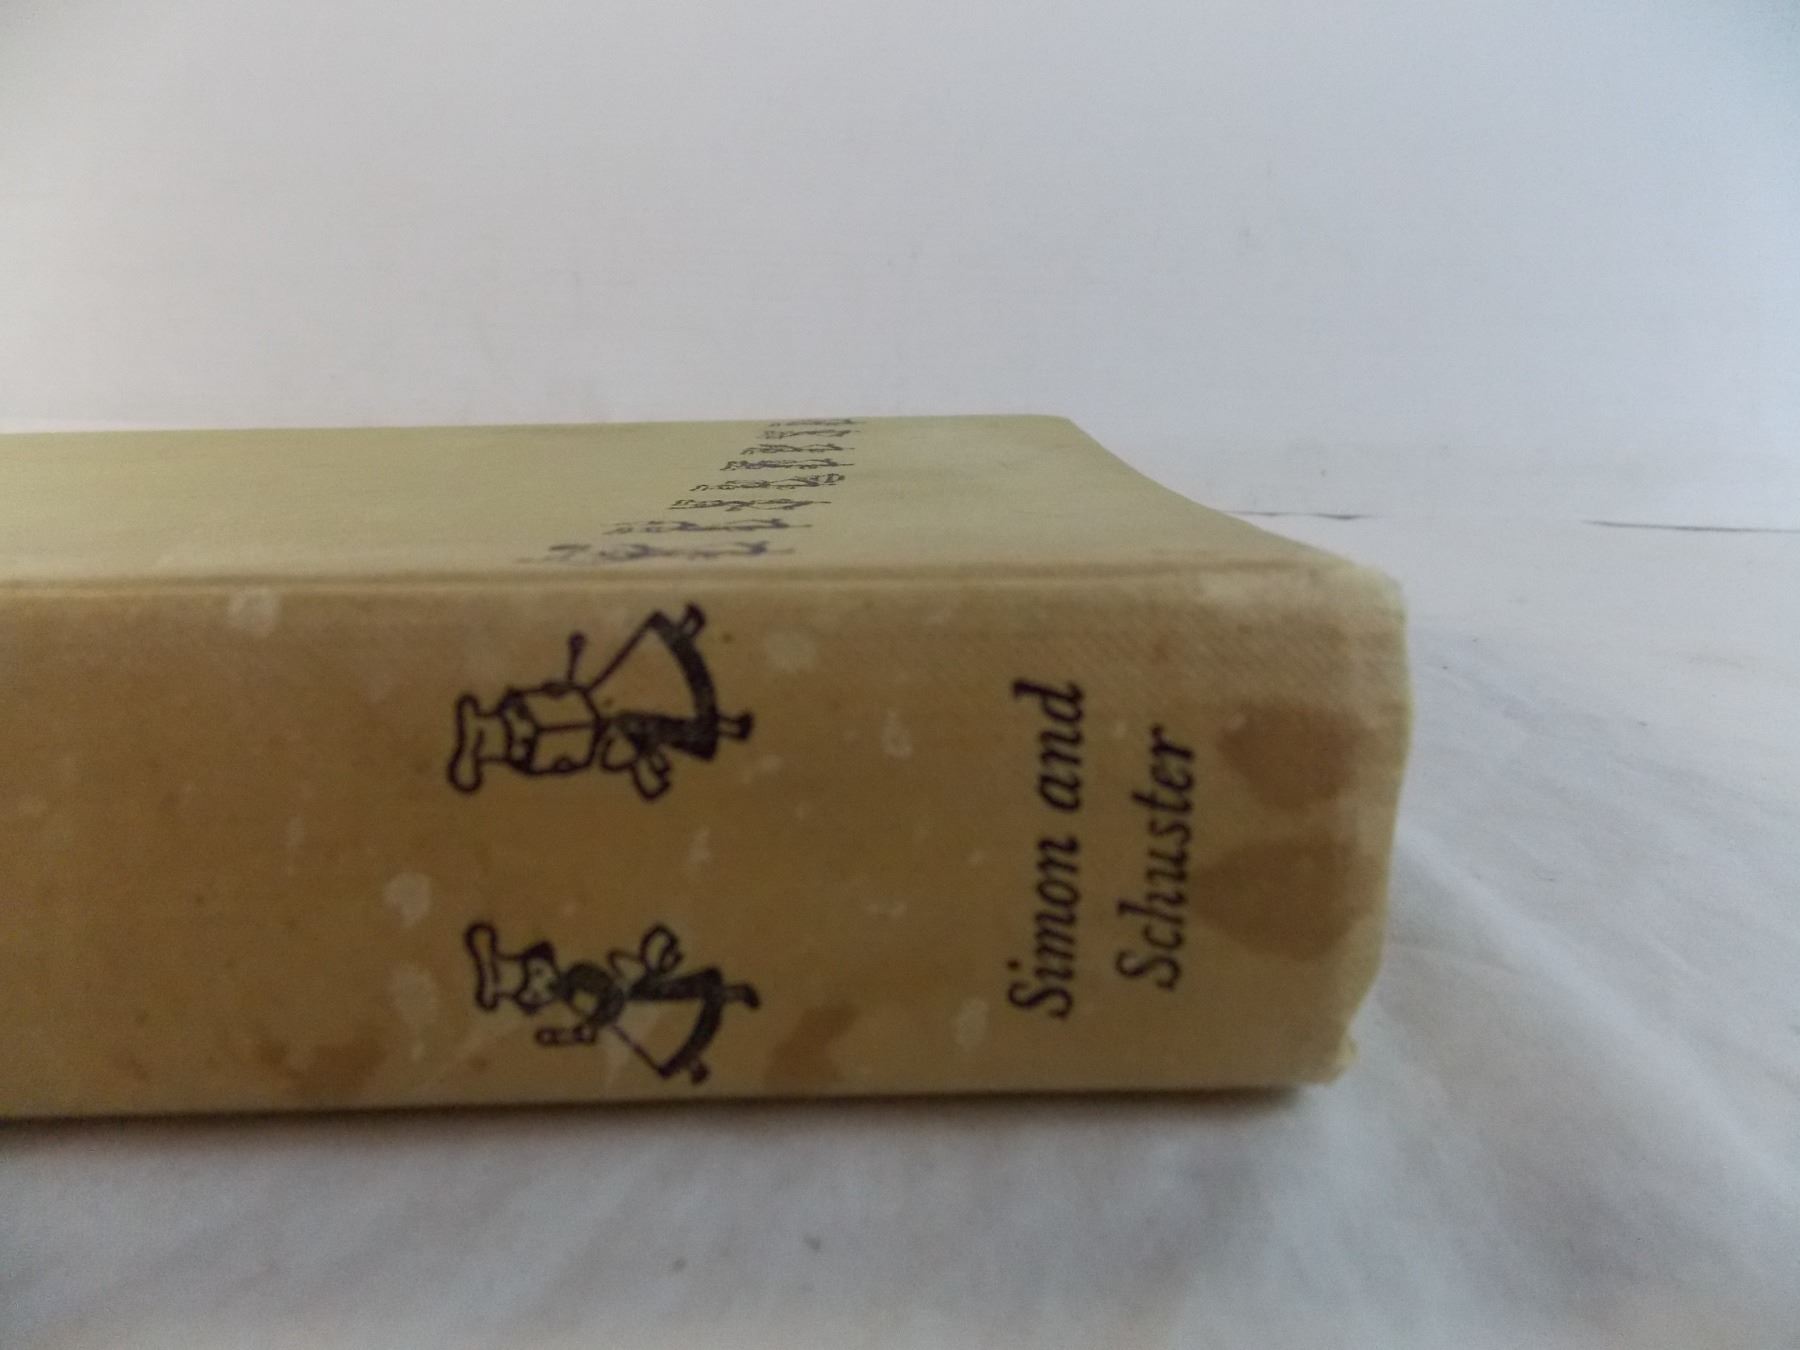 Simon and
Schuster